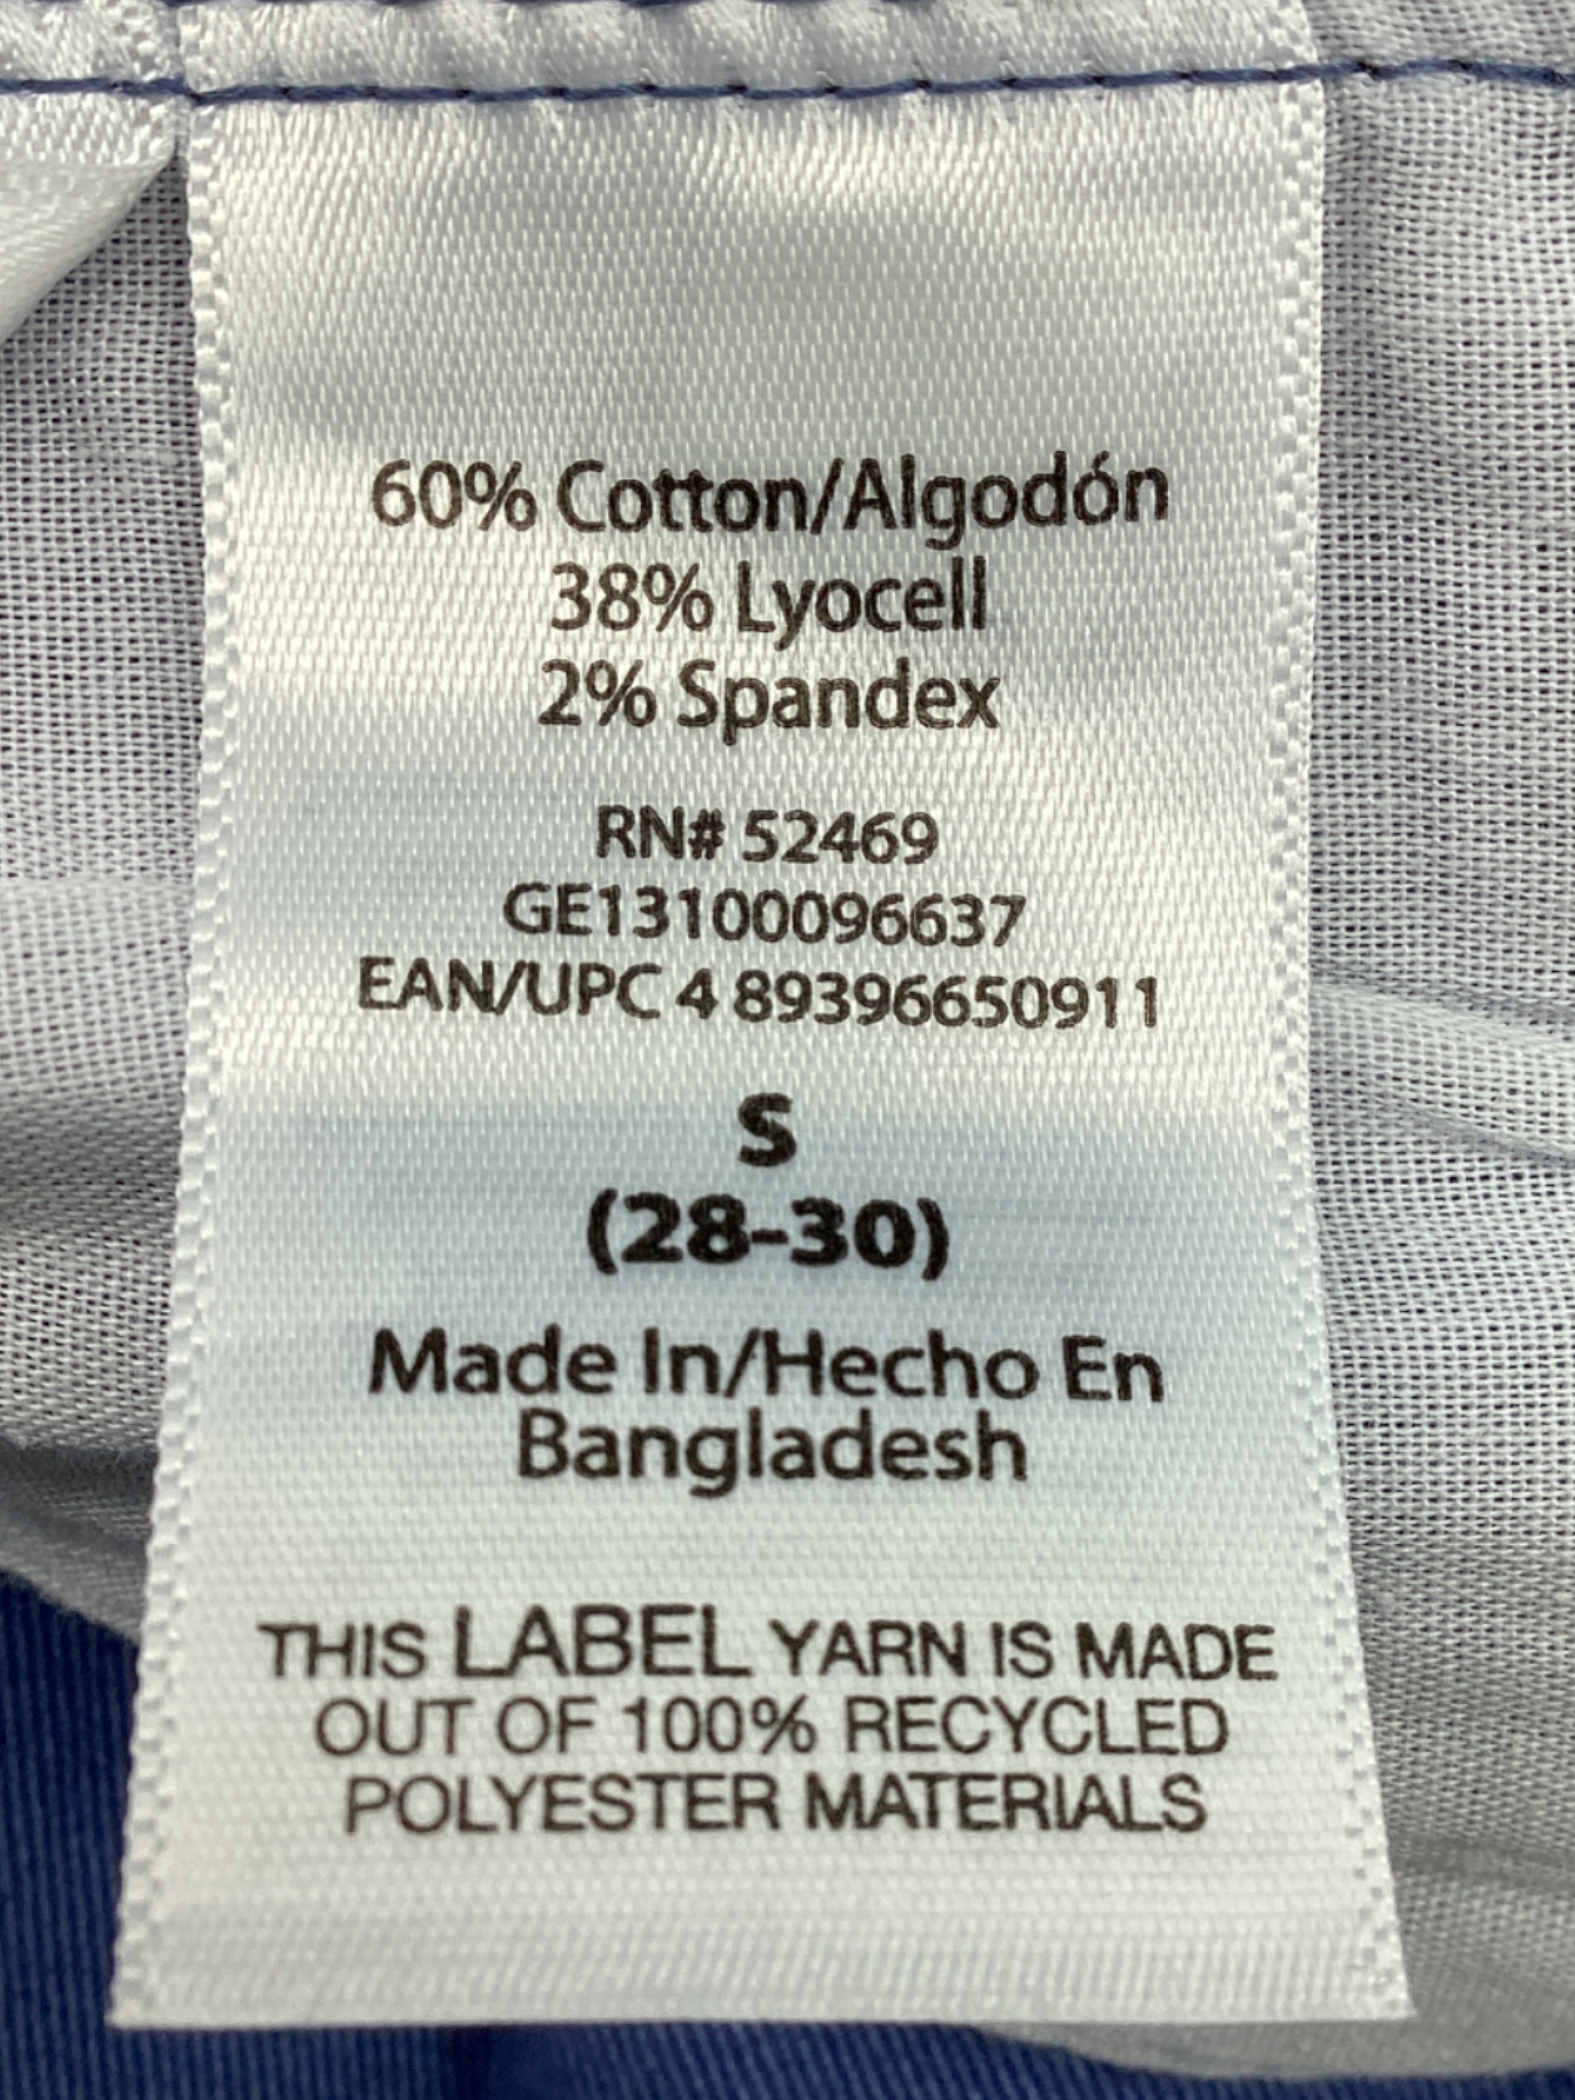 60% Cotton/Algodón
38% Lyocell
2% Spandex
RN# 52469
GE13100096637
EAN/UPC 4 89396650911
S
(28-30)
Made In/Hecho En
Bangladesh
THIS LABEL YARN IS MADE
OUT OF 100% RECYCLED
POLYESTER MATERIALS